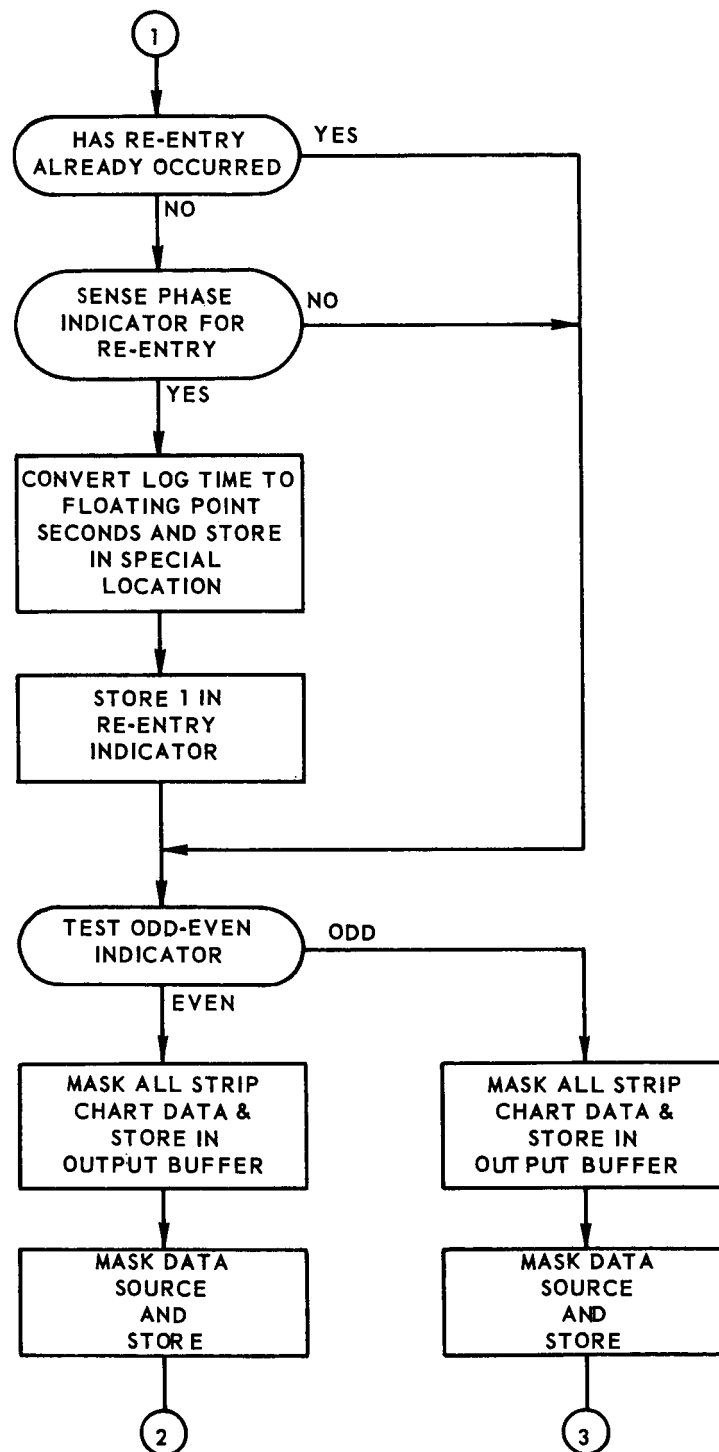 1
HAS RE-ENTRY
ALREADY OCCURRED
YES
NO
SENSE PHASE
INDICATOR FOR
RE-ENTRY
NO
YES
CONVERT LOG TIME TO
FLOATING POINT
SECONDS AND STORE
IN SPECIAL
LOCATION
STORE 1 IN
RE-ENTRY
INDICATOR
TEST ODD-EVEN
INDICATOR
ODD
EVEN
MASK ALL STRIP
CHART DATA &
STORE IN
OUTPUT BUFFER
MASK ALL STRIP
CHART DATA &
STORE IN
OUTPUT BUFFER
MASK DATA
SOURCE
AND
STORE
MASK DATA
SOURCE
AND
STORE
2
3